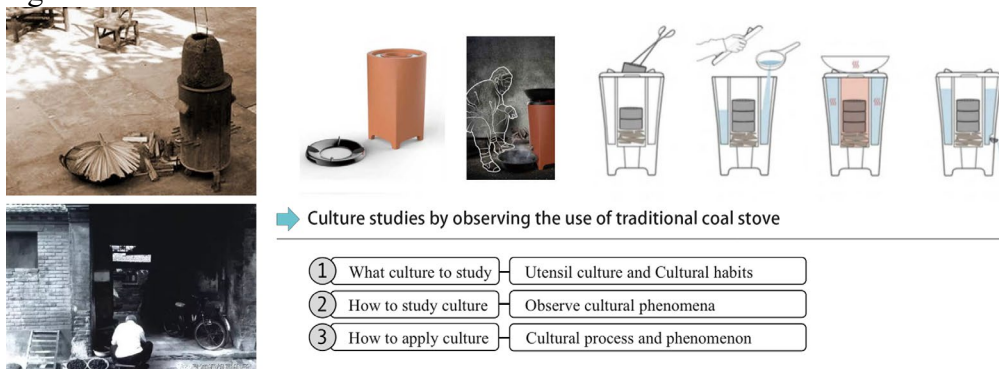 Culture studies by observing the use of traditional coal stove
1 What culture to study Utensil culture and Cultural habits
2 How to study culture Observe cultural phenomena
3 How to apply culture Cultural process and phenomenon